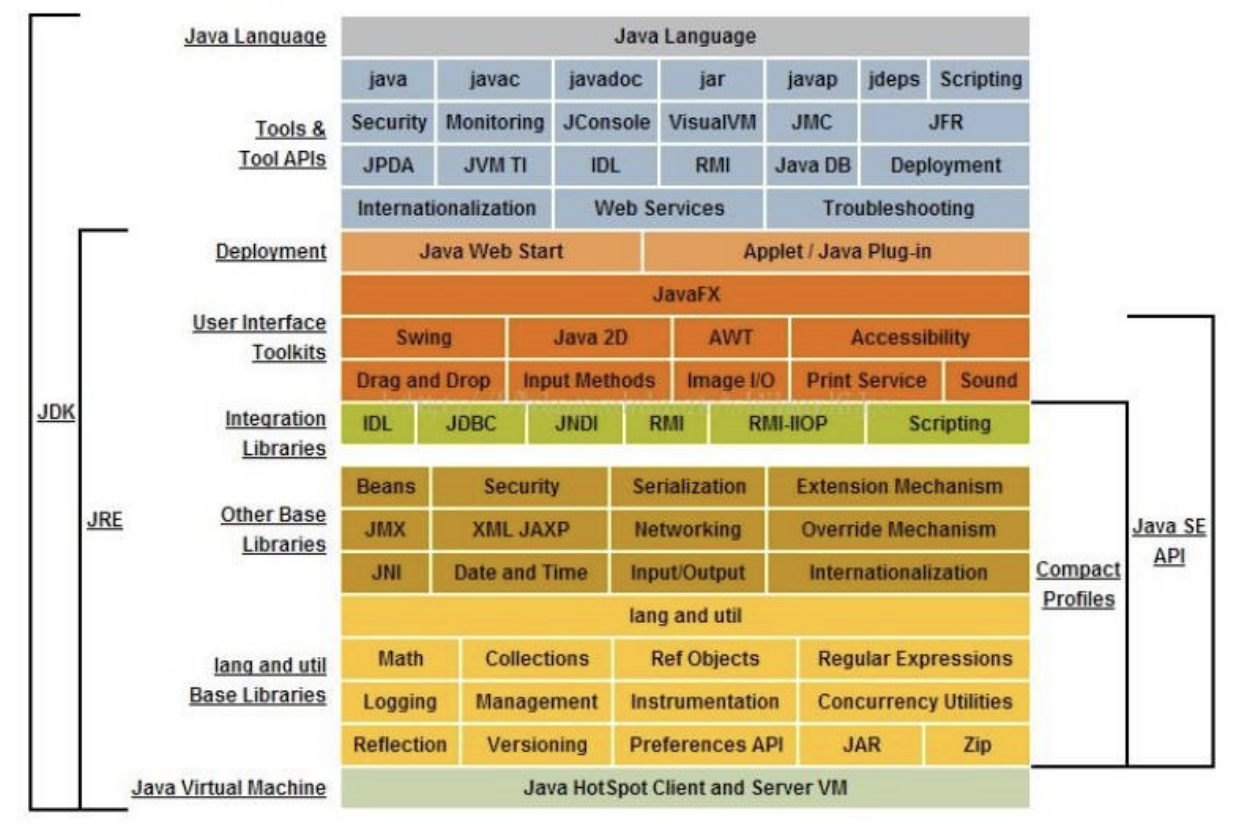 Java Language Java Language
java javac javadoc jar javap jdeps Scripting
Tools & Security Monitoring JConsole VisualVM JMC JFR
Tool APIs JPDA JVM TI IDL RMI Java DB Deployment
Internationalization Web Services Troubleshooting
Deployment Java Web Start Applet / Java Plug-in
JavaFX
User Interface
Toolkits Swing Java 2D AWT Accessibility
Drag and Drop Input Methods Image I/O Print Service Sound
Integration
Libraries
IDL JDBC JNDI RMI RMI-IIOP Scripting
JDK
Beans Security Serialization Extension Mechanism
JRE
Other Base
Libraries
JMX XML JAXP Networking Override Mechanism
Java SE
API
JNI Date and Time Input/Output Internationalization
Compact
Profiles
lang and util
lang and util
Base Libraries
Math Collections Ref Objects Regular Expressions
Logging Management Instrumentation Concurrency Utilities
Reflection Versioning Preferences API JAR Zip
Java Virtual Machine Java HotSpot Client and Server VM